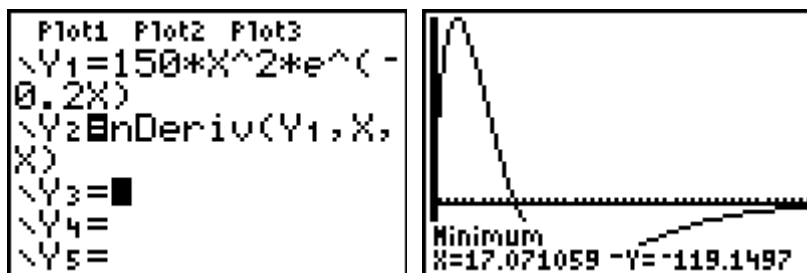 Plot1 Plot2 Plot3
\Y1=150*X^2*e^(-
0.2X)
\Y2=nDeriv(Y1,X,
X)
\Y3=
\Y4=
\Y5=
Minimum
X=17.071059 -Y=-119.1497